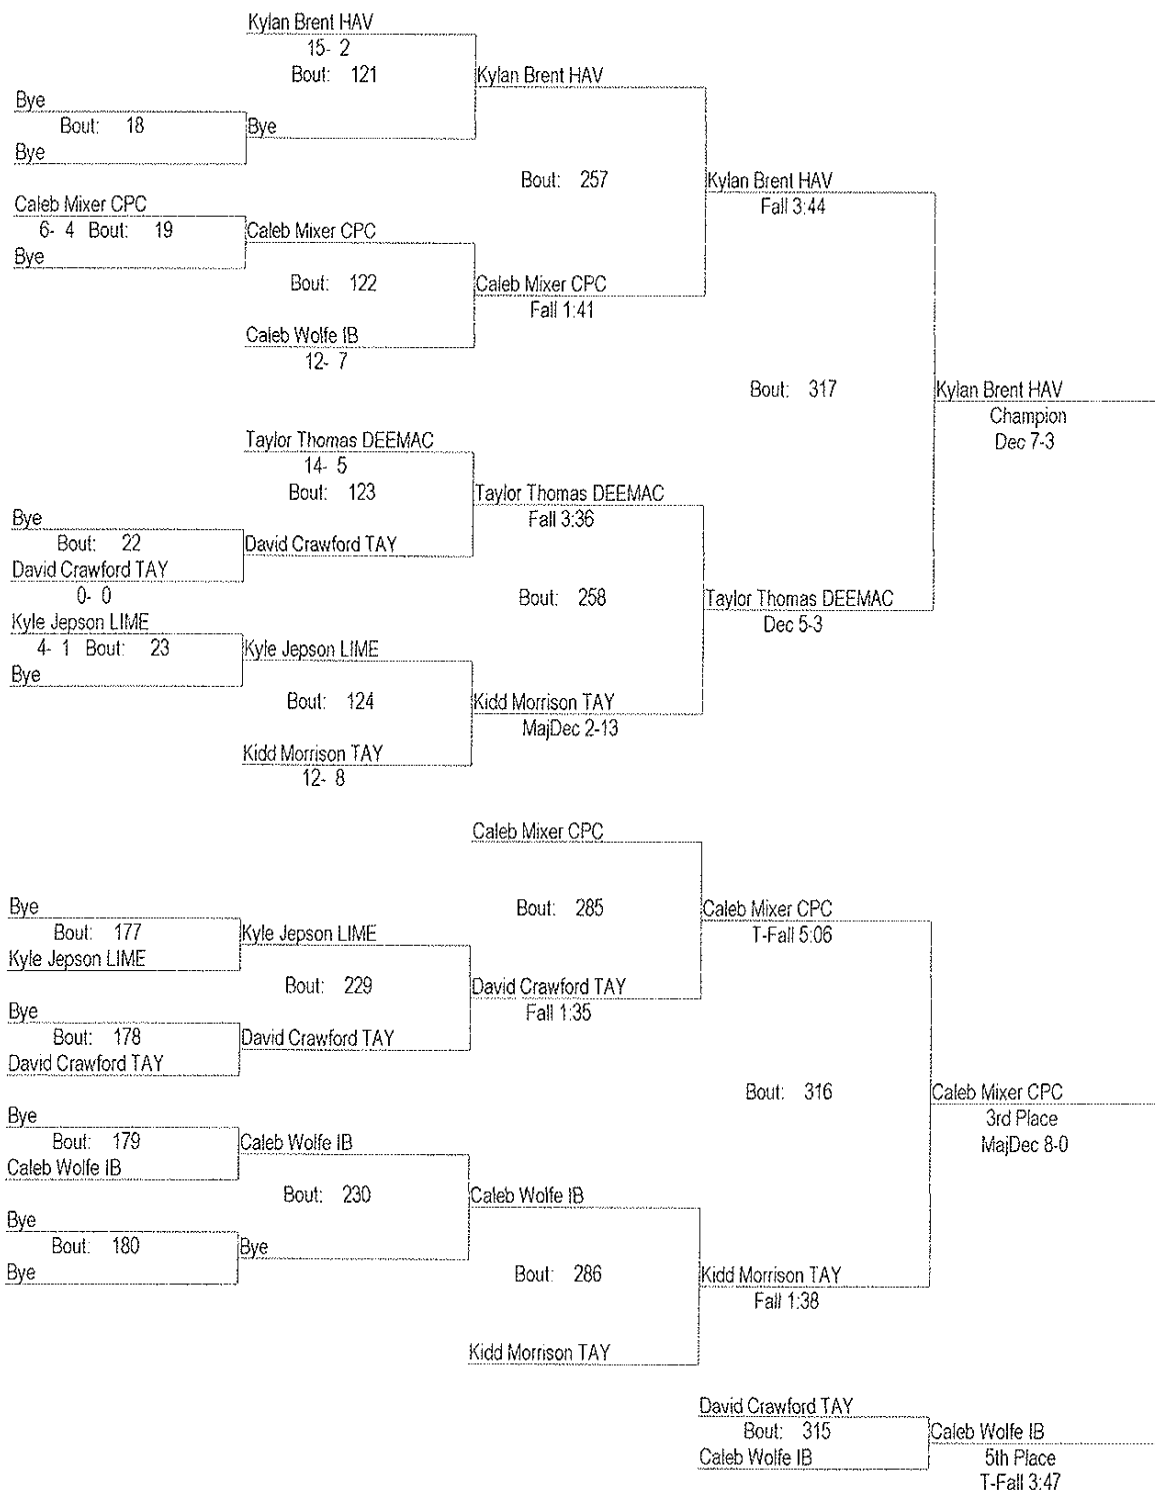 Kylan Brent HAV
15- 2
Bout: 121
Kylan Brent HAV
Bye
Bout: 18
Bye
Bye
Bout: 257
Kylan Brent HAV
Fall 3:44
Caleb Mixer CPC
6- 4 Bout: 19
Bye
Caleb Mixer CPC
Bout: 122
Caleb Mixer CPC
Fall 1:41
Caleb Wolfe IB
12- 7
Bout: 317
Kylan Brent HAV
Champion
Dec 7-3
Taylor Thomas DEEMAC
14- 5
Bout: 123
Taylor Thomas DEEMAC
Fall 3:36
Bye
Bout: 22
David Crawford TAY
David Crawford TAY
0- 0
Bout: 258
Taylor Thomas DEEMAC
Dec 5-3
Kyle Jepson LIME
4- 1 Bout: 23
Bye
Kyle Jepson LIME
Bout: 124
Kidd Morrison TAY
MajDec 2-13
Kidd Morrison TAY
12- 8
Caleb Mixer CPC
Bout: 285
Caleb Mixer CPC
T-Fall 5:06
Bye
Bout: 177
Kyle Jepson LIME
Kyle Jepson LIME
Bout: 229
David Crawford TAY
Fall 1:35
Bye
Bout: 178
David Crawford TAY
David Crawford TAY
Bout: 316
Caleb Mixer CPC
3rd Place
MajDec 8-0
Bye
Bout: 179
Caleb Wolfe IB
Caleb Wolfe IB
Bout: 230
Caleb Wolfe IB
Bye
Bout: 180
Bye
Bye
Bout: 286
Kidd Morrison TAY
Fall 1:38
Kidd Morrison TAY
David Crawford TAY
Bout: 315
Caleb Wolfe IB
Caleb Wolfe IB
5th Place
T-Fall 3:47